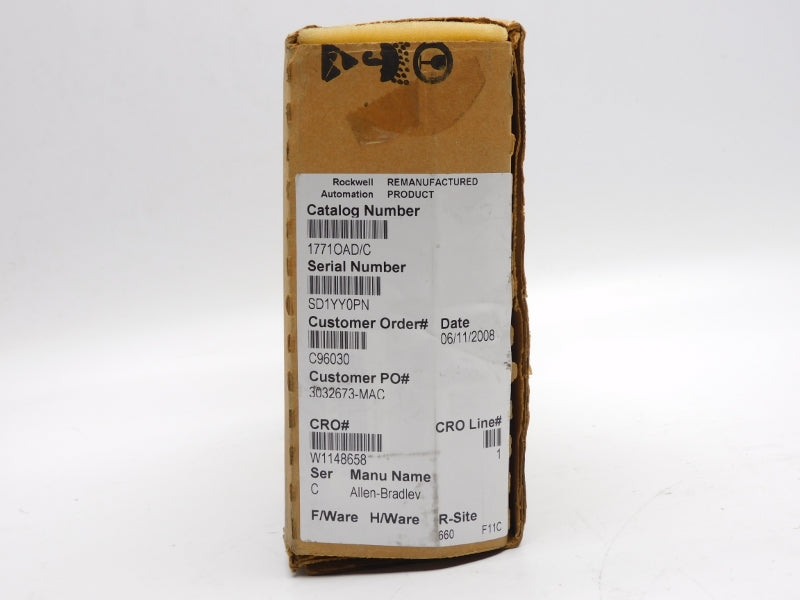 Rockwell Automation REMANUFACTURED PRODUCT
Catalog Number
1771OAD/C
Serial Number
SD1YY0PN
Customer Order# Date
06/11/2008
C96030
Customer PO#
3032673-MAC
CRO# CRO Line#
W1148658 1
Ser Manu Name
C Allen-Bradley
F/Ware H/Ware R-Site
660 F11C